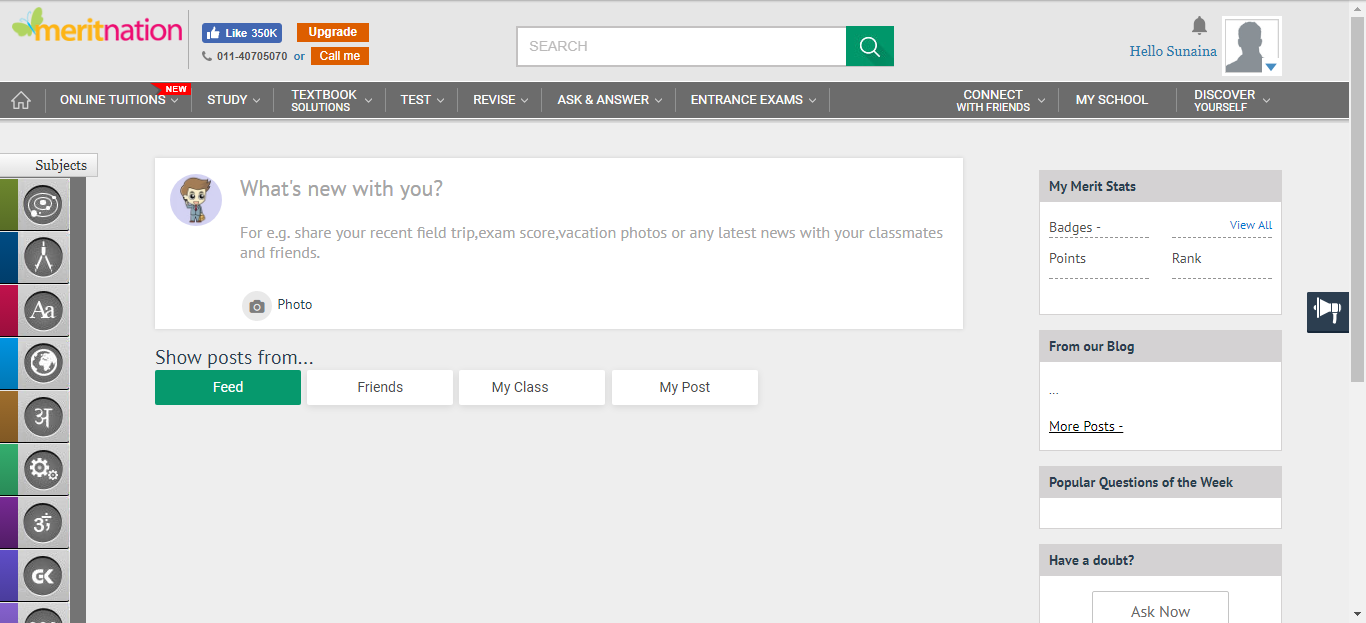 meritnation
Like 350K
Upgrade
011-40705070 or
Call me
SEARCH
Hello Sunaina
NEW
ONLINE TUITIONS
STUDY
TEXTBOOK
SOLUTIONS
TEST
REVISE
ASK & ANSWER
ENTRANCE EXAMS
CONNECT
WITH FRIENDS
MY SCHOOL
DISCOVER
YOURSELF
Subjects
Aa
अ
ॐ
GK
What's new with you?
For e.g. share your recent field trip,exam score,vacation photos or any latest news with your classmates
and friends.
Photo
Show posts from...
Feed
Friends
My Class
My Post
My Merit Stats
Badges -
View All
Points
Rank
From our Blog
...
More Posts -
Popular Questions of the Week
Have a doubt?
Ask Now